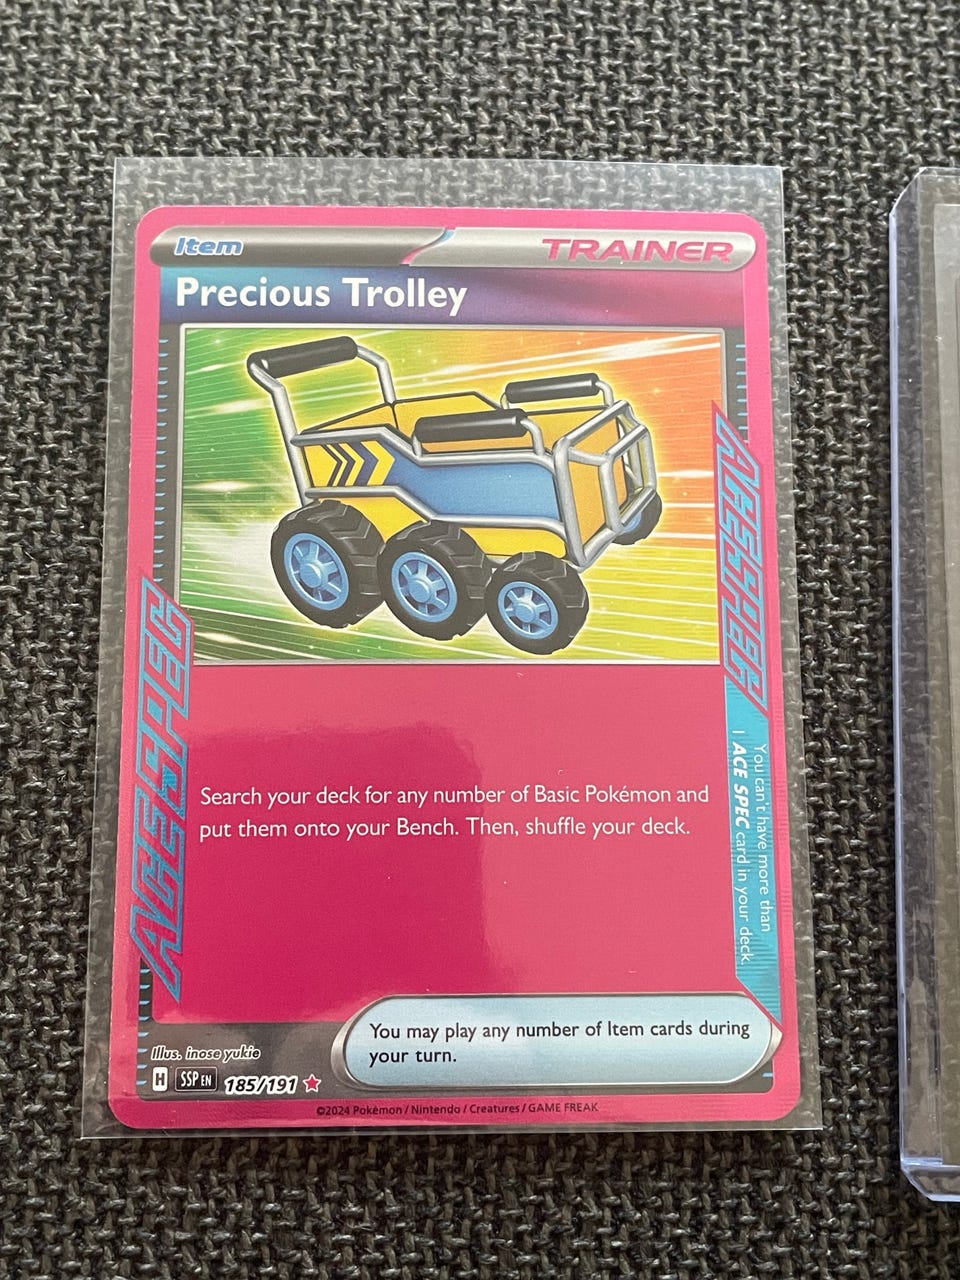 Item
TRAINER
Precious Trolley
ACE SPEC
ACE SPEC
You can't have more than
1 ACE SPEC card in your deck.
Search your deck for any number of Basic Pokémon and
put them onto your Bench. Then, shuffle your deck.
You may play any number of Item cards during
your turn.
Illus. inose yukie
H SSP EN 185/191
©2024 Pokémon / Nintendo / Creatures / GAME FREAK